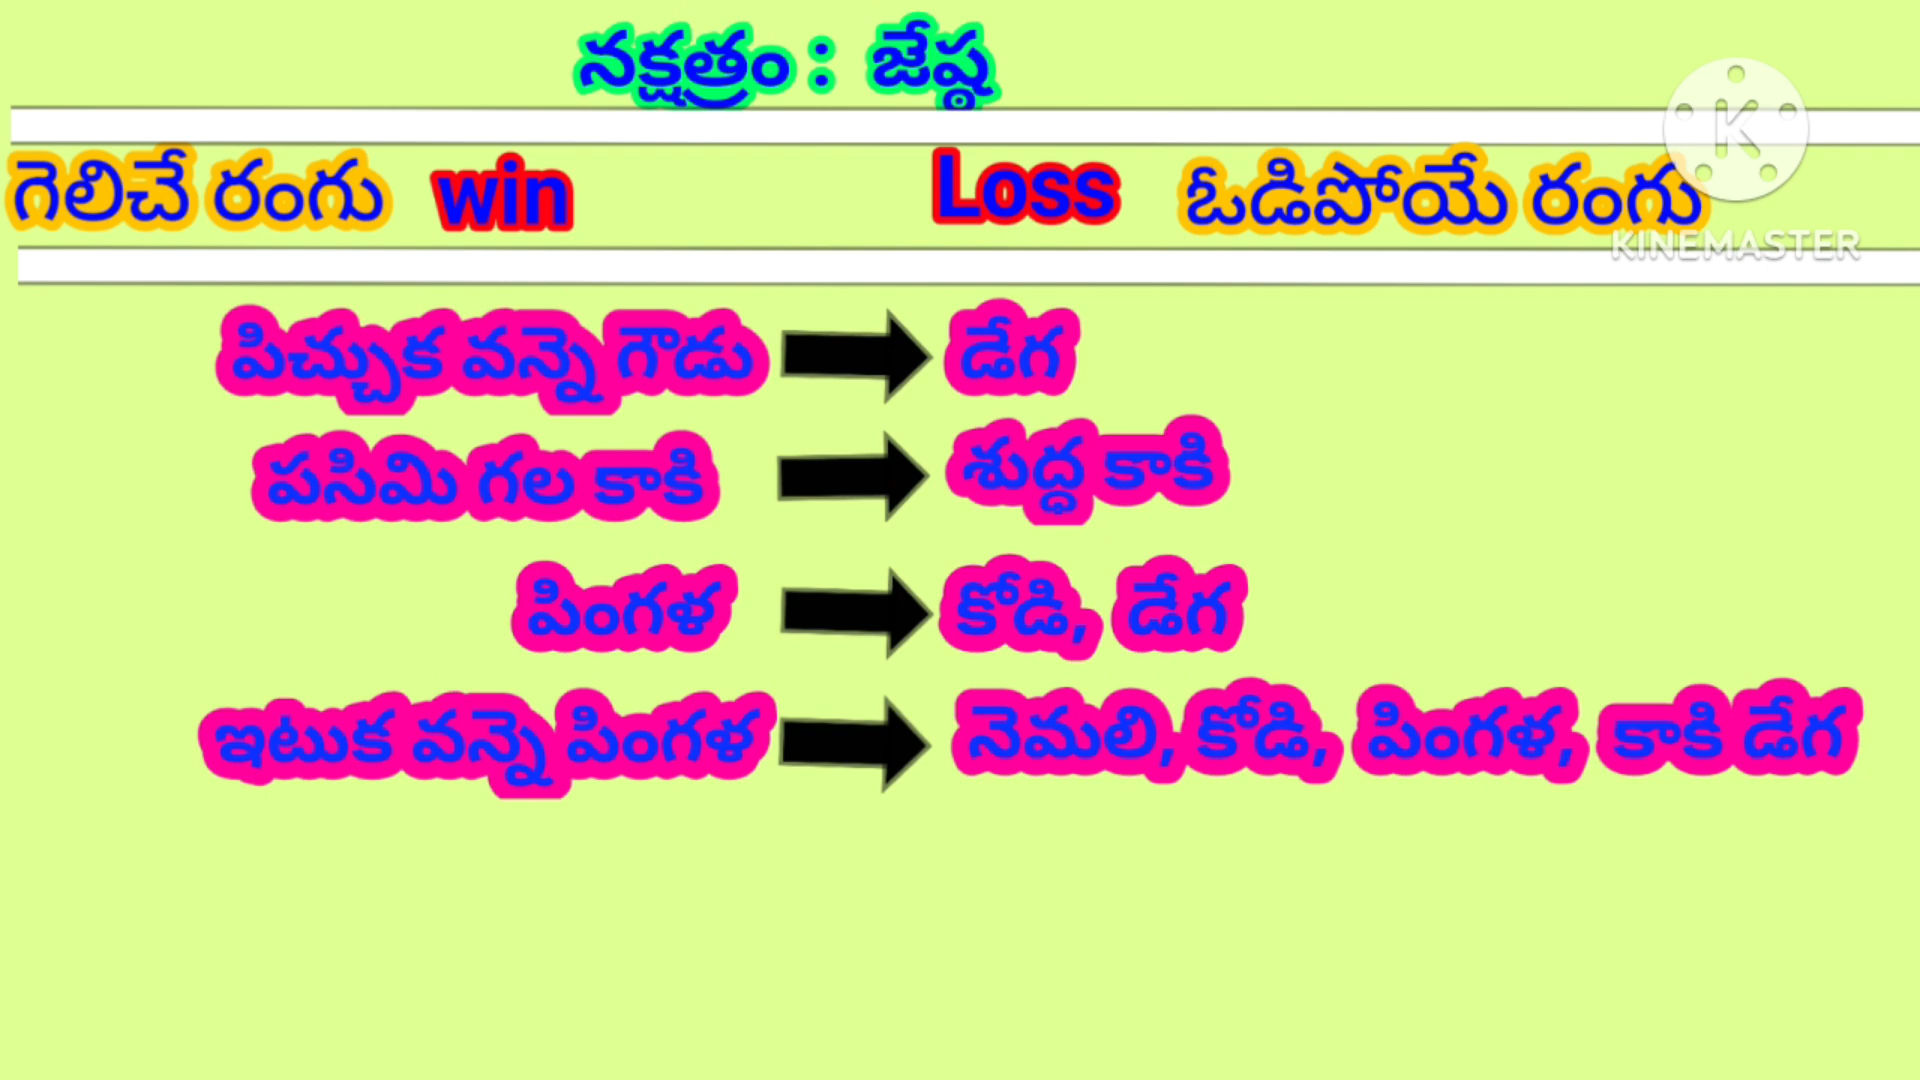 నక్షత్రం : జేష్ఠ
గెలిచే రంగు win Loss ఓడిపోయే రంగు
K
KINEMASTER
పిచ్చుక వన్నె గౌడు డేగ
పసిమి గల కాకి శుద్ధ కాకి
పింగళ కోడి, డేగ
ఇటుక వన్నె పింగళ నెమలి, కోడి, పింగళ, కాకి డేగ